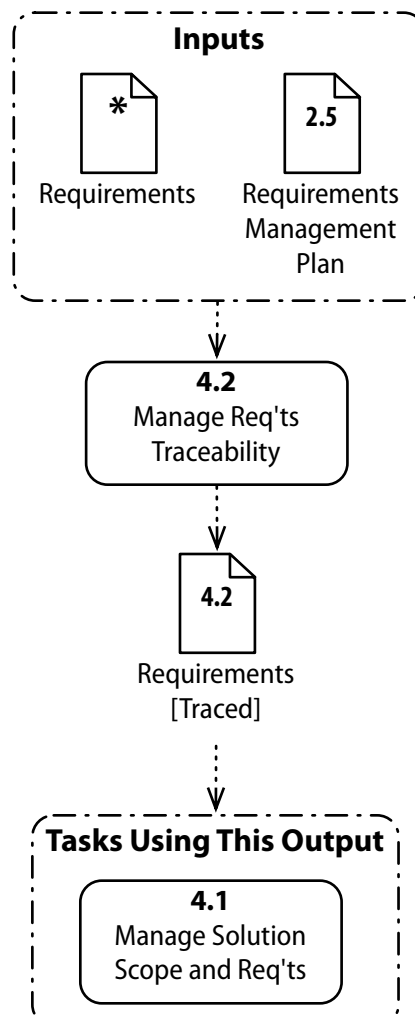 Inputs
*
2.5
Requirements
Requirements
Management
Plan
4.2
Manage Req'ts
Traceability
4.2
Requirements
[Traced]
Tasks Using This Output
4.1
Manage Solution
Scope and Req'ts